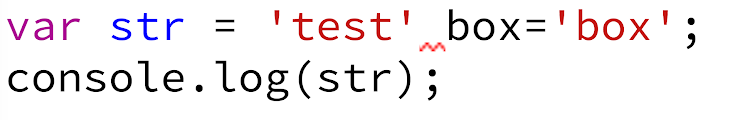 var str = 'test' box='box';
console.log(str);